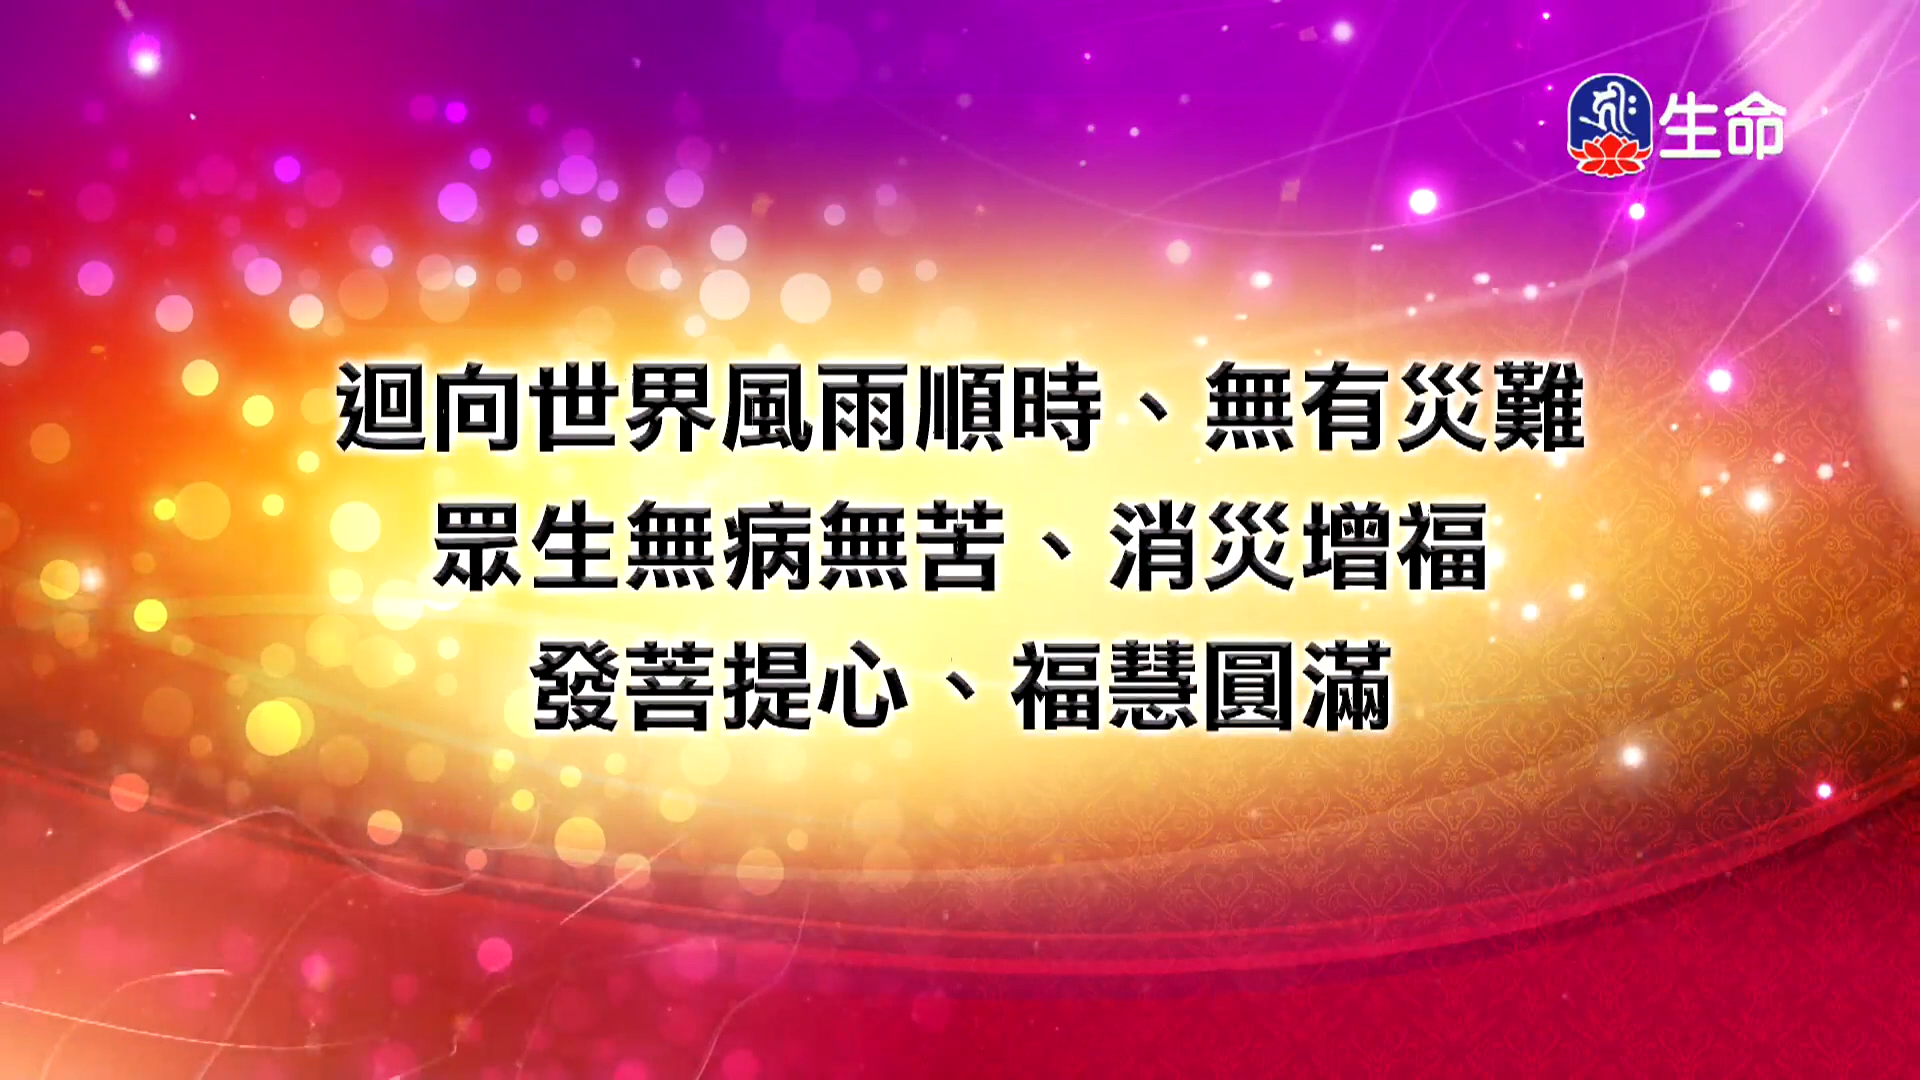 生命
迴向世界風雨順時、無有災難
眾生無病無苦、消災增福
發菩提心、福慧圓滿